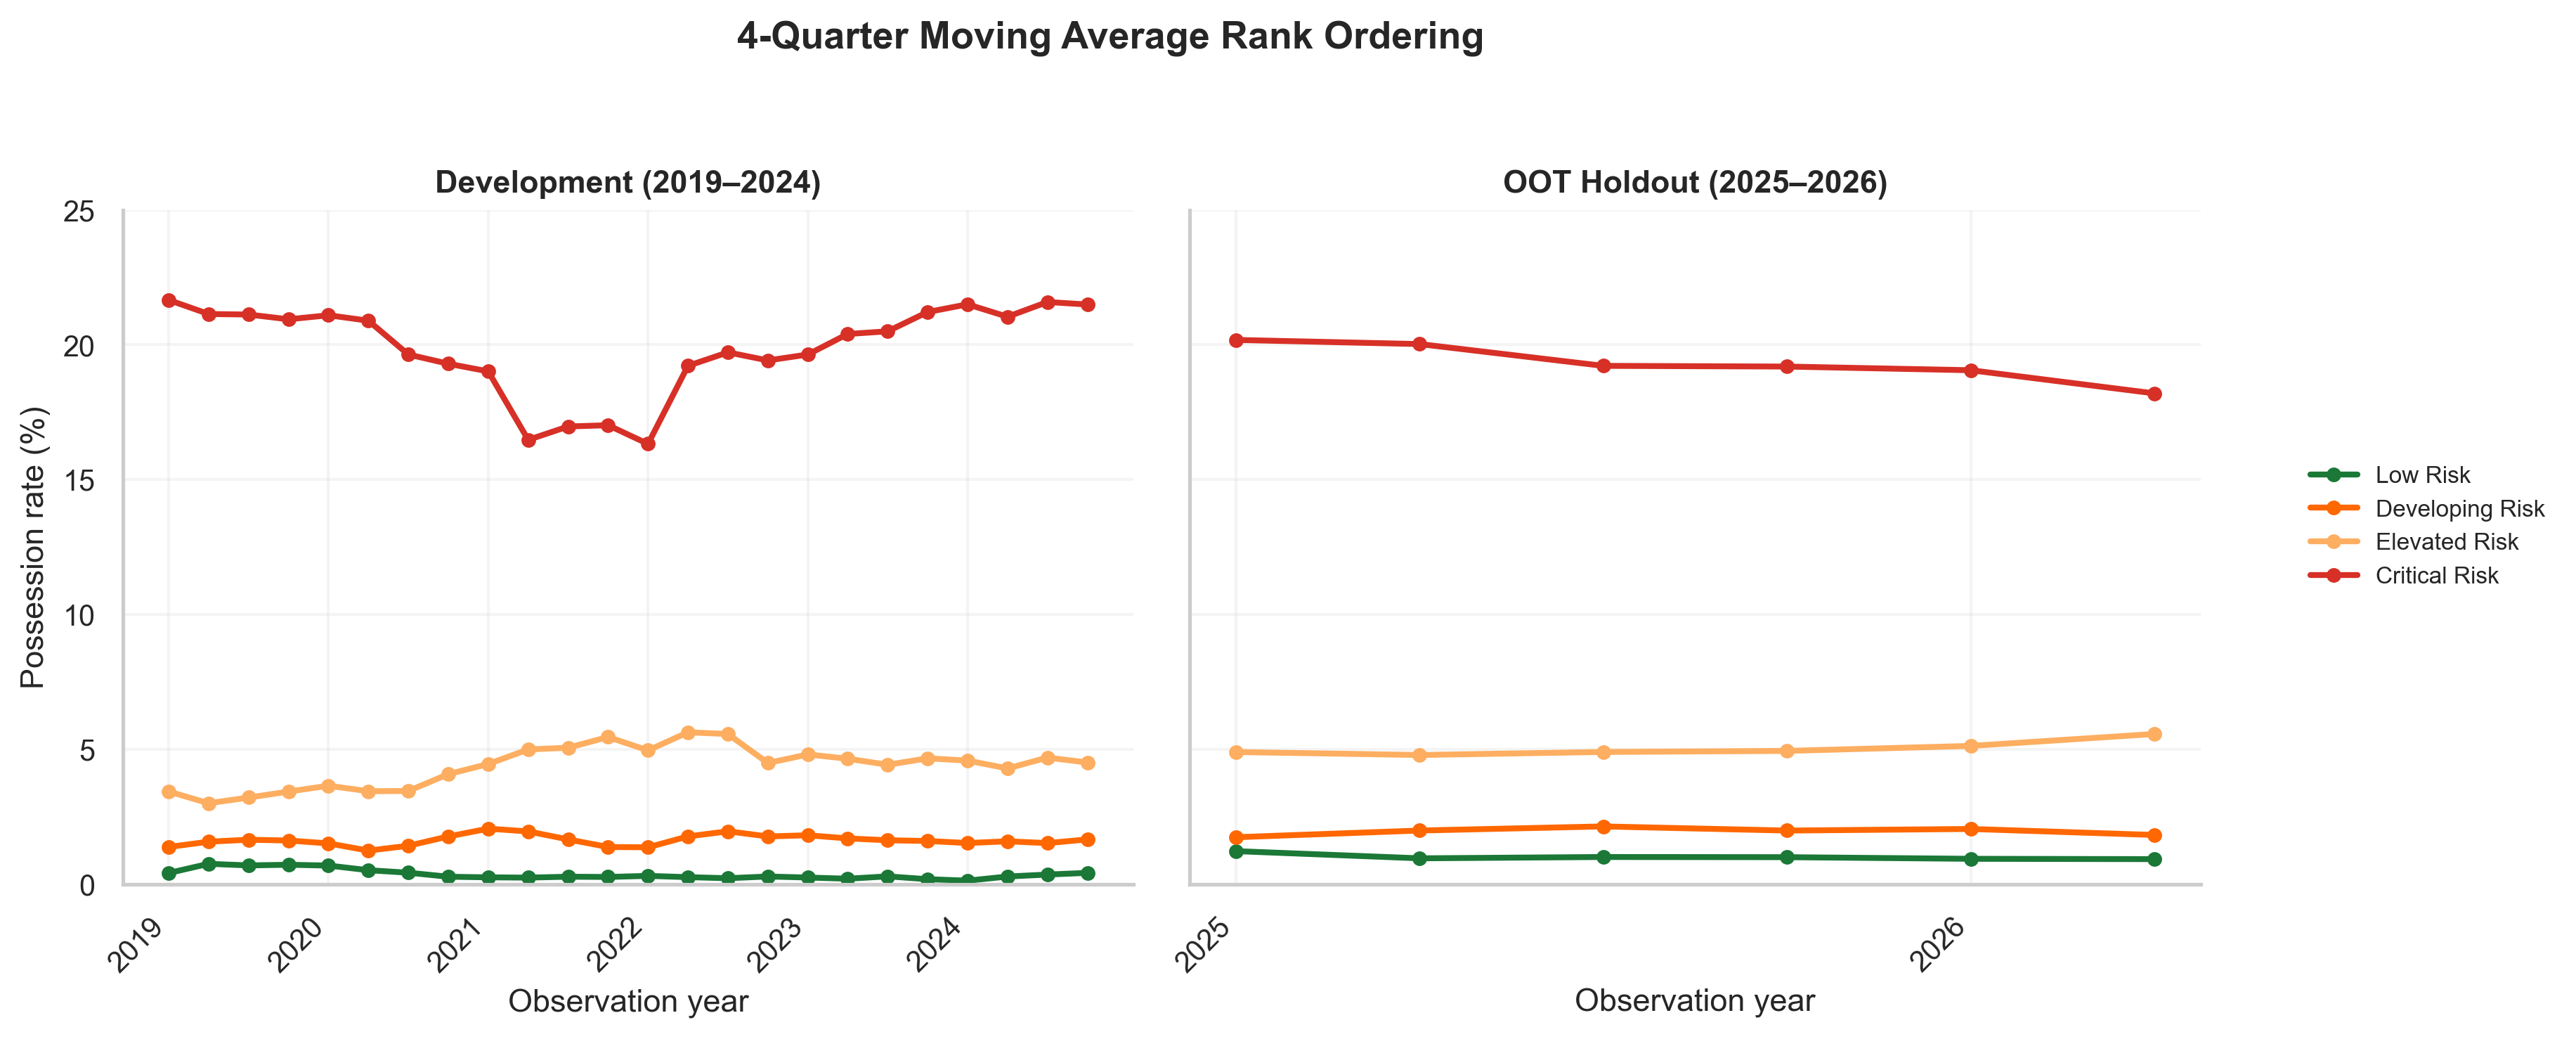 4-Quarter Moving Average Rank Ordering
Development (2019–2024)
OOT Holdout (2025–2026)
Possession rate (%)
25
20
15
10
5
0
2019
2020
2021
2022
2023
2024
Observation year
2025
2026
Observation year
Low Risk
Developing Risk
Elevated Risk
Critical Risk